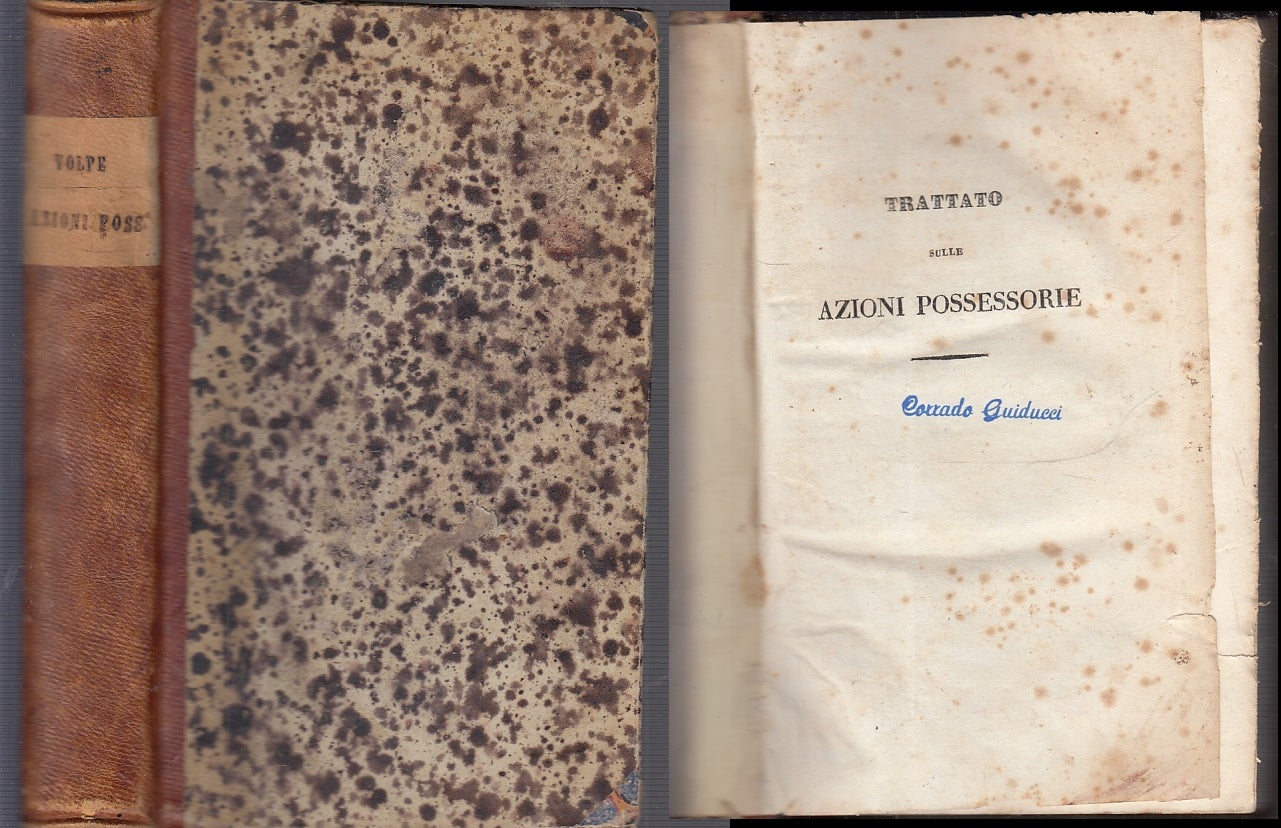 VOLPE
AZIONI POSS.
TRATTATO
SULLE
AZIONI POSSESSORIE
Corrado Guiducci